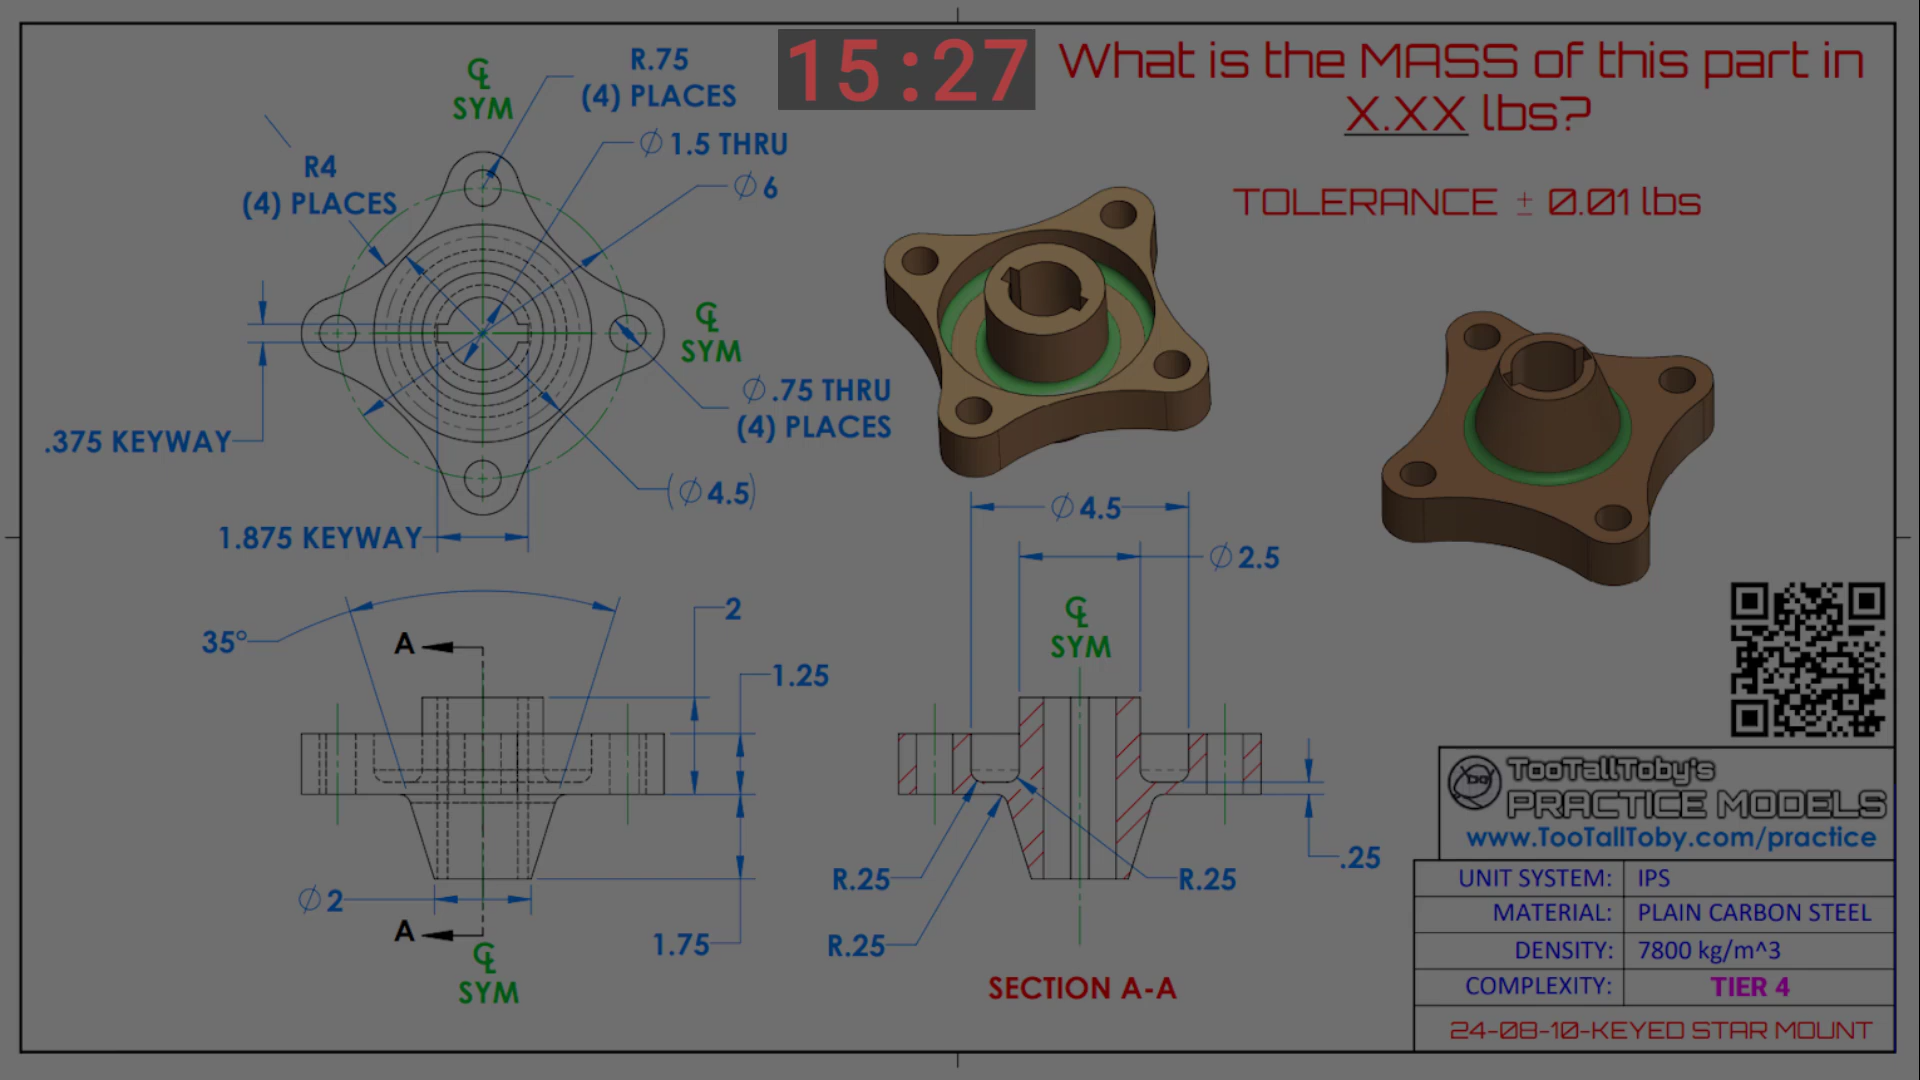 15:27
What is the MASS of this part in
X.XX lbs?
TOLERANCE ± 0.01 lbs
℄
SYM
R.75
(4) PLACES
∅ 1.5 THRU
∅ 6
R4
(4) PLACES
℄
SYM
∅ .75 THRU
(4) PLACES
.375 KEYWAY
(∅ 4.5)
1.875 KEYWAY
∅ 4.5
∅ 2.5
℄
SYM
35°
A
2
1.25
∅ 2
A
℄
SYM
1.75
R.25
R.25
R.25
.25
SECTION A-A
TooTallToby's
PRACTICE MODELS
www.TooTallToby.com/practice
UNIT SYSTEM: IPS
MATERIAL: PLAIN CARBON STEEL
DENSITY: 7800 kg/m^3
COMPLEXITY: TIER 4
24-08-10-KEYED STAR MOUNT